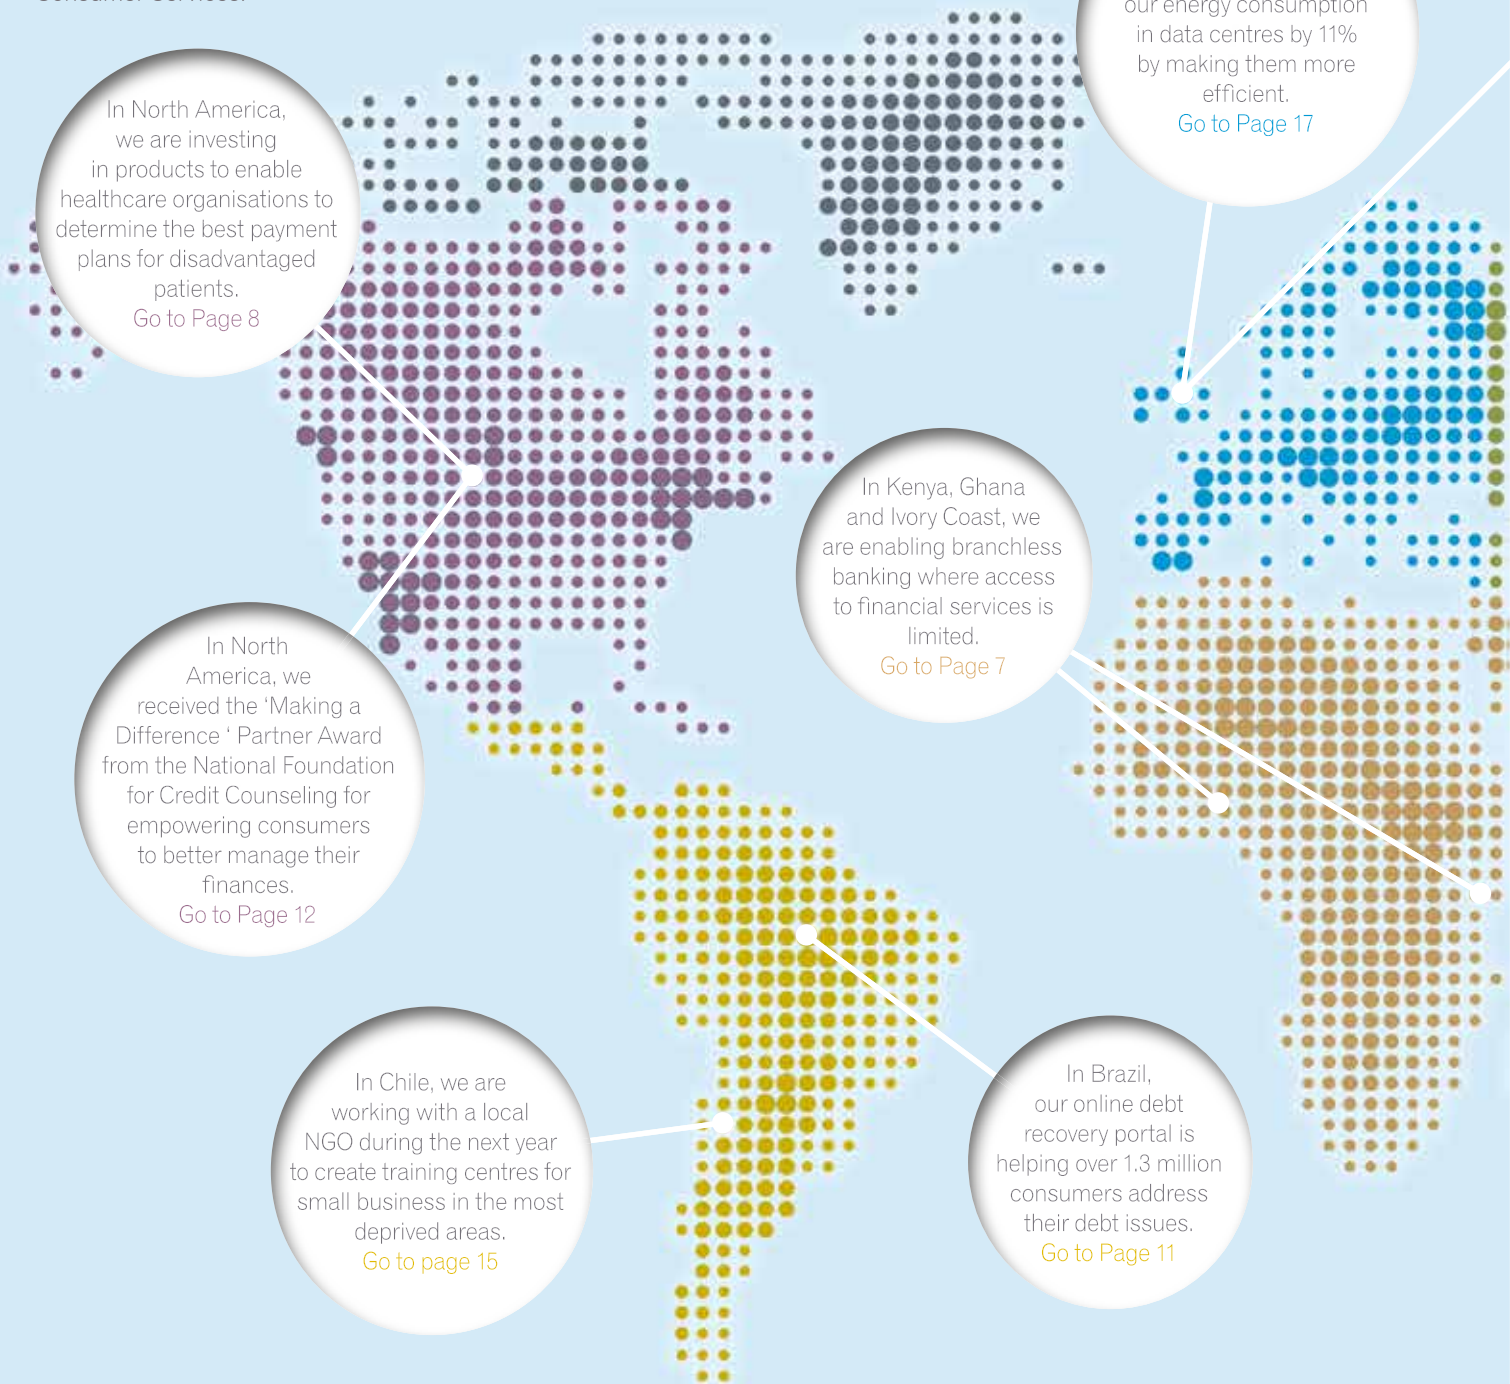 Consumer Services.
our energy consumption
in data centres by 11%
by making them more
efficient.
Go to Page 17
In North America,
we are investing
in products to enable
healthcare organisations to
determine the best payment
plans for disadvantaged
patients.
Go to Page 8
In Kenya, Ghana
and Ivory Coast, we
are enabling branchless
banking where access
to financial services is
limited.
Go to Page 7
In North
America, we
received the ‘Making a
Difference ‘ Partner Award
from the National Foundation
for Credit Counseling for
empowering consumers
to better manage their
finances.
Go to Page 12
In Chile, we are
working with a local
NGO during the next year
to create training centres for
small business in the most
deprived areas.
Go to page 15
In Brazil,
our online debt
recovery portal is
helping over 1.3 million
consumers address
their debt issues.
Go to Page 11